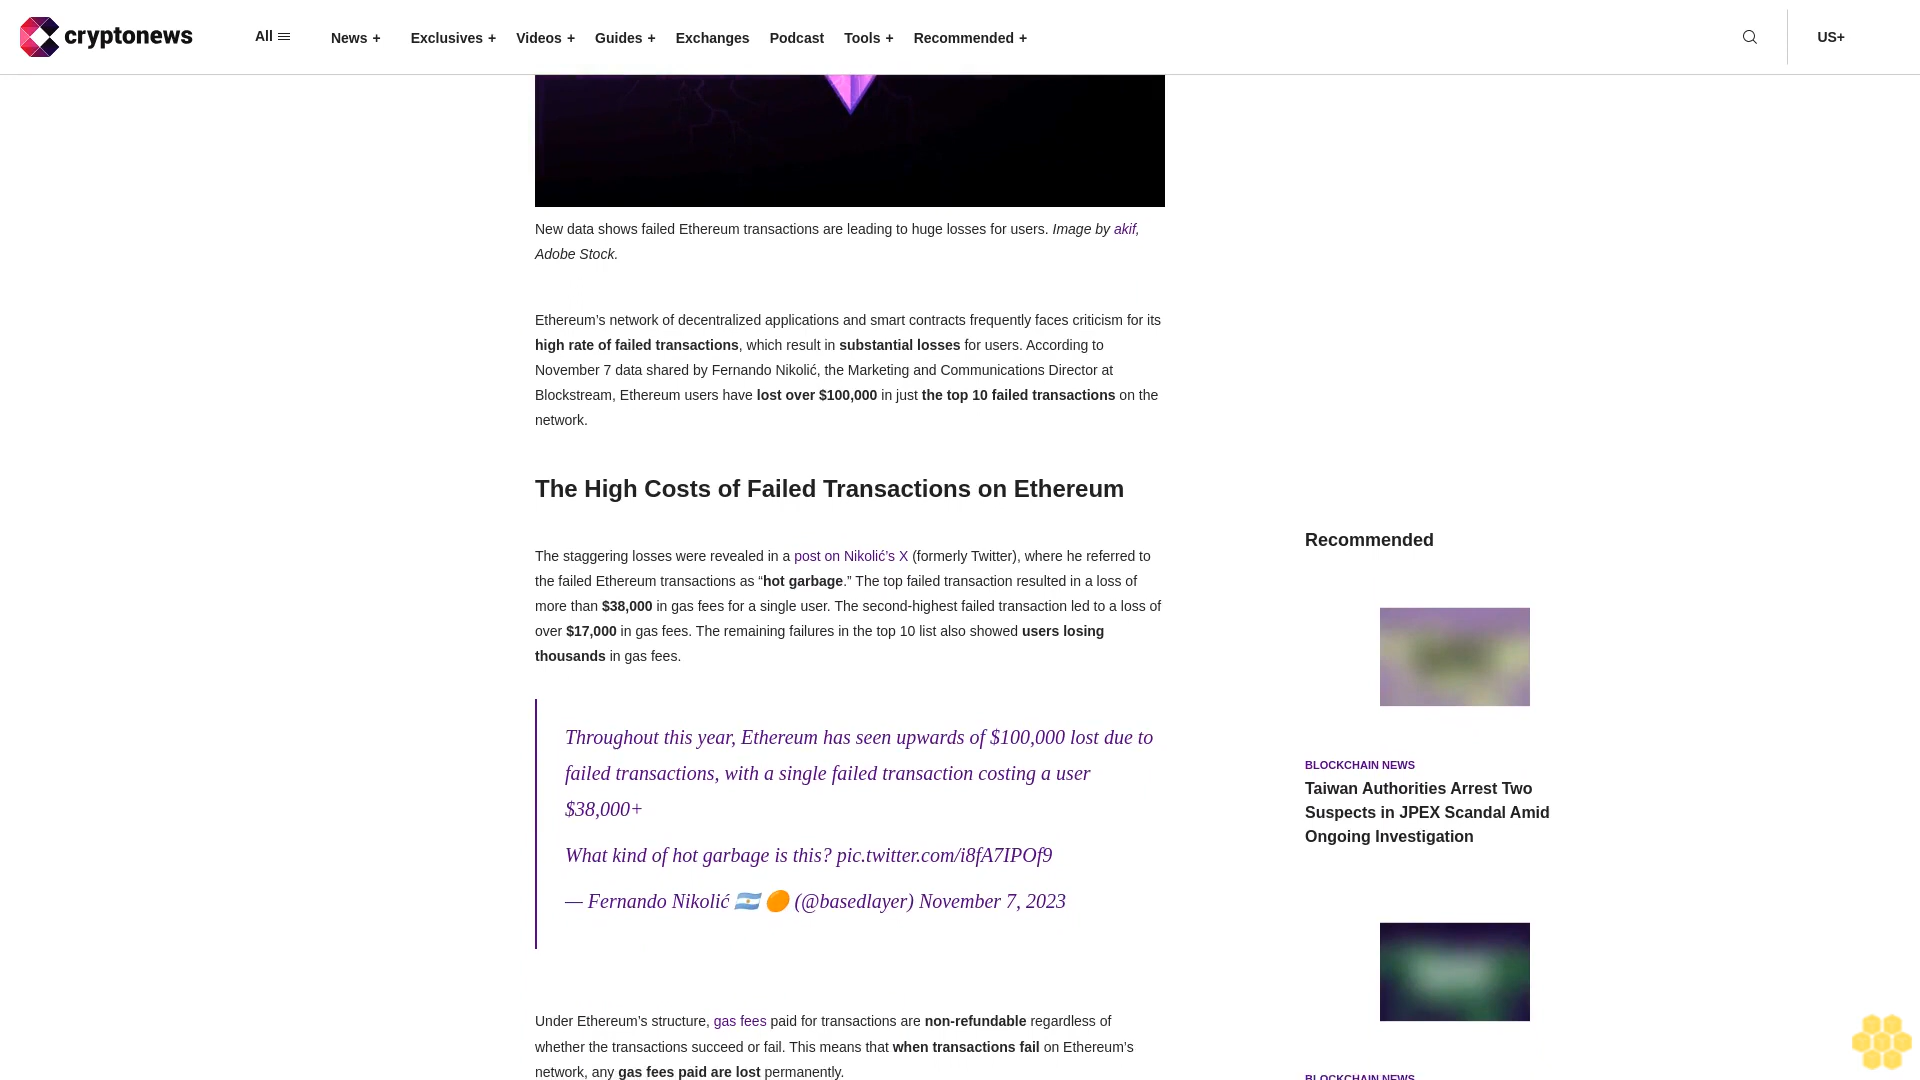 cryptonews
All
News +
Exclusives +
Videos +
Guides +
Exchanges
Podcast
Tools +
Recommended +
US+
New data shows failed Ethereum transactions are leading to huge losses for users. Image by akif,
Adobe Stock.
Ethereum’s network of decentralized applications and smart contracts frequently faces criticism for its
high rate of failed transactions, which result in substantial losses for users. According to
November 7 data shared by Fernando Nikolić, the Marketing and Communications Director at
Blockstream, Ethereum users have lost over $100,000 in just the top 10 failed transactions on the
network.
The High Costs of Failed Transactions on Ethereum
The staggering losses were revealed in a post on Nikolić’s X (formerly Twitter), where he referred to
the failed Ethereum transactions as “hot garbage.” The top failed transaction resulted in a loss of
more than $38,000 in gas fees for a single user. The second-highest failed transaction led to a loss of
over $17,000 in gas fees. The remaining failures in the top 10 list also showed users losing
thousands in gas fees.
Throughout this year, Ethereum has seen upwards of $100,000 lost due to
failed transactions, with a single failed transaction costing a user
$38,000+
What kind of hot garbage is this? pic.twitter.com/i8fA7IPOf9
— Fernando Nikolić 🇦🇷 🟠 (@basedlayer) November 7, 2023
Under Ethereum’s structure, gas fees paid for transactions are non-refundable regardless of
whether the transactions succeed or fail. This means that when transactions fail on Ethereum’s
network, any gas fees paid are lost permanently.
Recommended
BLOCKCHAIN NEWS
Taiwan Authorities Arrest Two
Suspects in JPEX Scandal Amid
Ongoing Investigation
BLOCKCHAIN NEWS